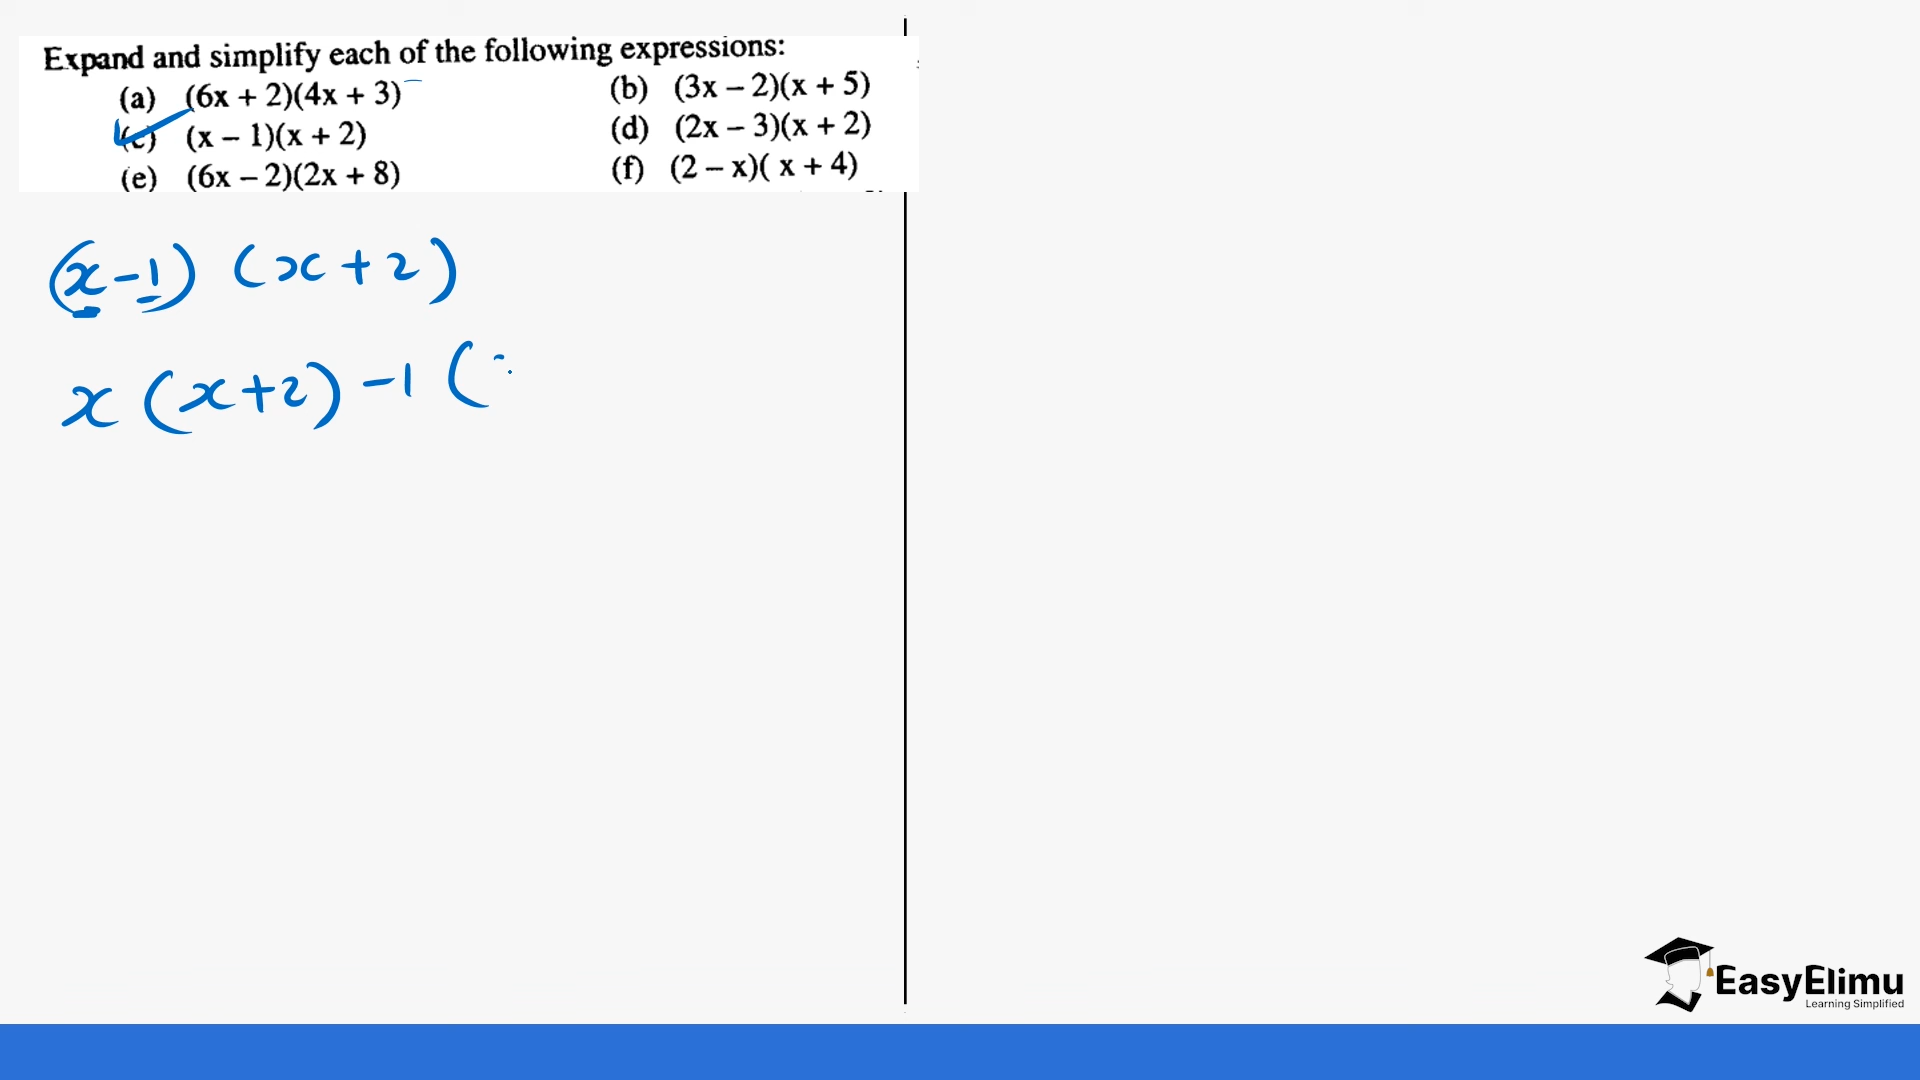 Expand and simplify each of the following expressions:
(a) (6x + 2)(4x + 3) (b) (3x – 2)(x + 5)
(c) (x – 1)(x + 2) (d) (2x – 3)(x + 2)
(e) (6x – 2)(2x + 8) (f) (2 – x)( x + 4)
(x-1) (x+2)
x (x+2) -1 (
EasyElimu
Learning Simplified